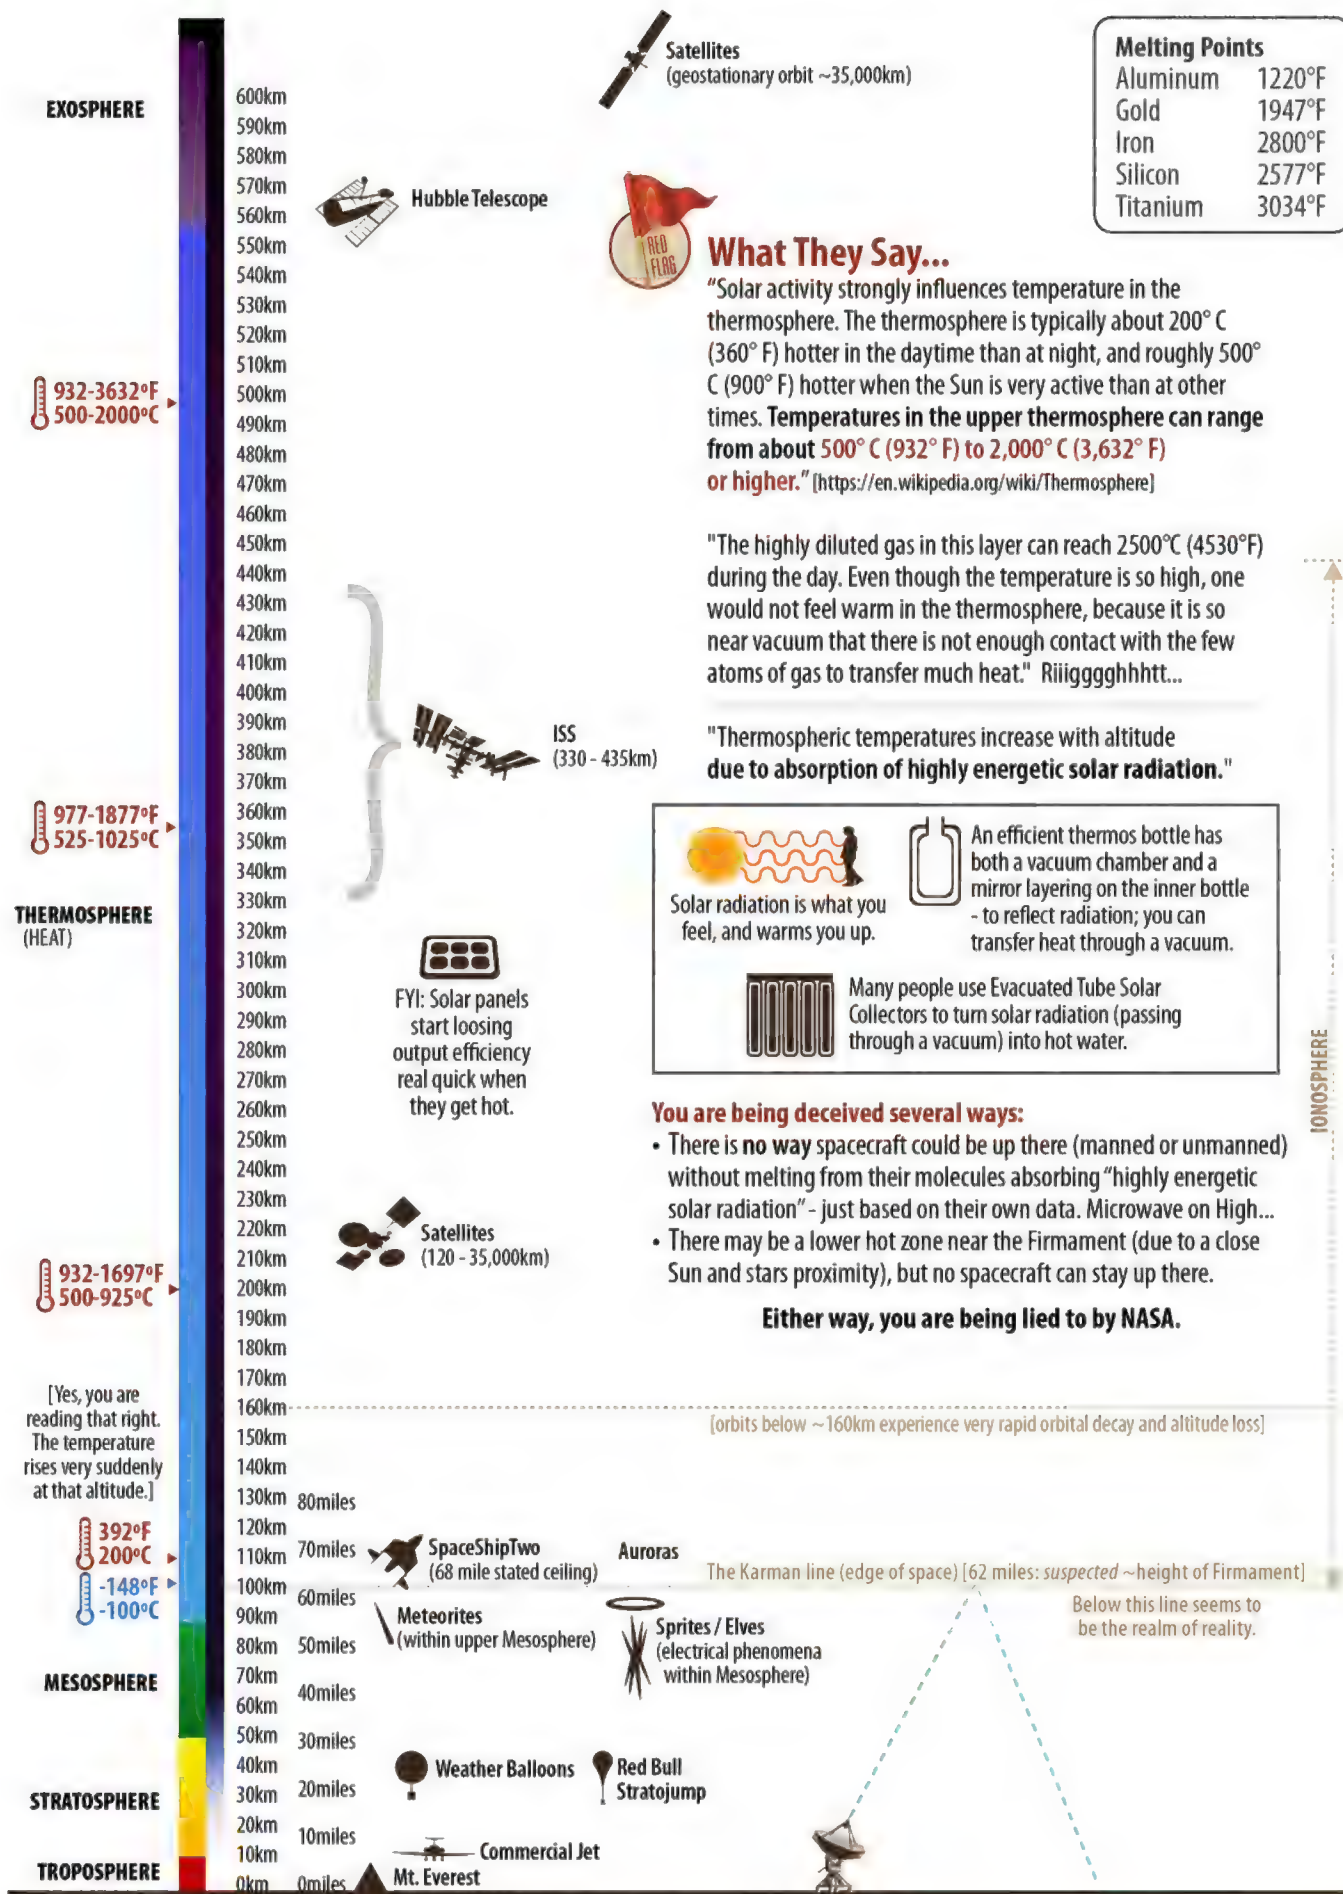 Satellites
(geostationary orbit ~35,000km)
Melting Points
Aluminum 1220°F
Gold 1947°F
Iron 2800°F
Silicon 2577°F
Titanium 3034°F
EXOSPHERE
600km
590km
580km
570km
560km
550km
540km
530km
520km
510km
500km
490km
480km
470km
460km
450km
440km
430km
420km
410km
400km
390km
380km
370km
360km
350km
340km
330km
320km
310km
300km
290km
280km
270km
260km
250km
240km
230km
220km
210km
200km
190km
180km
170km
160km
150km
140km
130km
120km
110km
100km
90km
80km
70km
60km
50km
40km
30km
20km
10km
0km
80miles
70miles
60miles
50miles
40miles
30miles
20miles
10miles
0miles
932-3632ºF
500-2000ºC
977-1877ºF
525-1025ºC
THERMOSPHERE
(HEAT)
932-1697ºF
500-925ºC
[Yes, you are
reading that right.
The temperature
rises very suddenly
at that altitude.]
392ºF
200ºC
-148ºF
-100ºC
MESOSPHERE
STRATOSPHERE
TROPOSPHERE
Hubble Telescope
ISS
(330 - 435km)
FYI: Solar panels
start loosing
output efficiency
real quick when
they get hot.
Satellites
(120 - 35,000km)
SpaceShipTwo
(68 mile stated ceiling)
Auroras
Meteorites
(within upper Mesosphere)
Sprites / Elves
(electrical phenomena
within Mesosphere)
Weather Balloons
Red Bull
Stratojump
Commercial Jet
Mt. Everest
RED
FLAG
What They Say...
"Solar activity strongly influences temperature in the
thermosphere. The thermosphere is typically about 200° C
(360° F) hotter in the daytime than at night, and roughly 500°
C (900° F) hotter when the Sun is very active than at other
times. Temperatures in the upper thermosphere can range
from about 500° C (932° F) to 2,000° C (3,632° F)
or higher." [https://en.wikipedia.org/wiki/Thermosphere]
"The highly diluted gas in this layer can reach 2500°C (4530°F)
during the day. Even though the temperature is so high, one
would not feel warm in the thermosphere, because it is so
near vacuum that there is not enough contact with the few
atoms of gas to transfer much heat." Riiigggghhhtt...
"Thermospheric temperatures increase with altitude
due to absorption of highly energetic solar radiation."
Solar radiation is what you
feel, and warms you up.
An efficient thermos bottle has
both a vacuum chamber and a
mirror layering on the inner bottle
- to reflect radiation; you can
transfer heat through a vacuum.
Many people use Evacuated Tube Solar
Collectors to turn solar radiation (passing
through a vacuum) into hot water.
You are being deceived several ways:
• There is no way spacecraft could be up there (manned or unmanned)
without melting from their molecules absorbing "highly energetic
solar radiation" - just based on their own data. Microwave on High...
• There may be a lower hot zone near the Firmament (due to a close
Sun and stars proximity), but no spacecraft can stay up there.
Either way, you are being lied to by NASA.
IONOSPHERE
[orbits below ~160km experience very rapid orbital decay and altitude loss]
The Karman line (edge of space) [62 miles: suspected ~height of Firmament]
Below this line seems to
be the realm of reality.